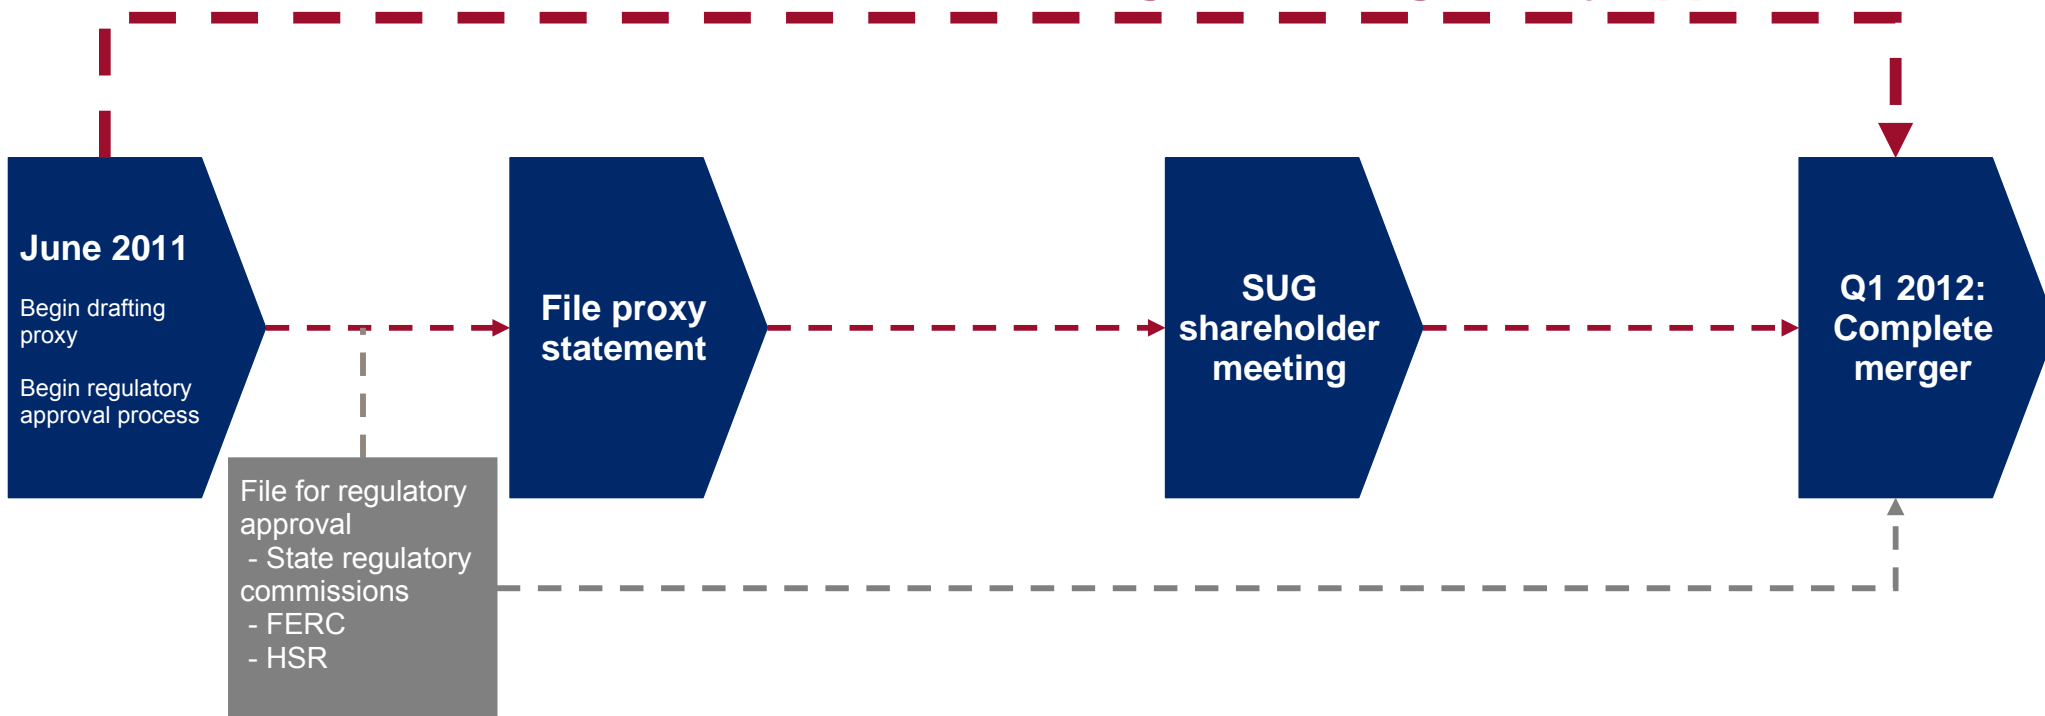 June 2011
Begin drafting
proxy
Begin regulatory
approval process
File for regulatory
approval
- State regulatory
commissions
- FERC
- HSR
File proxy
statement
SUG
shareholder
meeting
Q1 2012:
Complete
merger